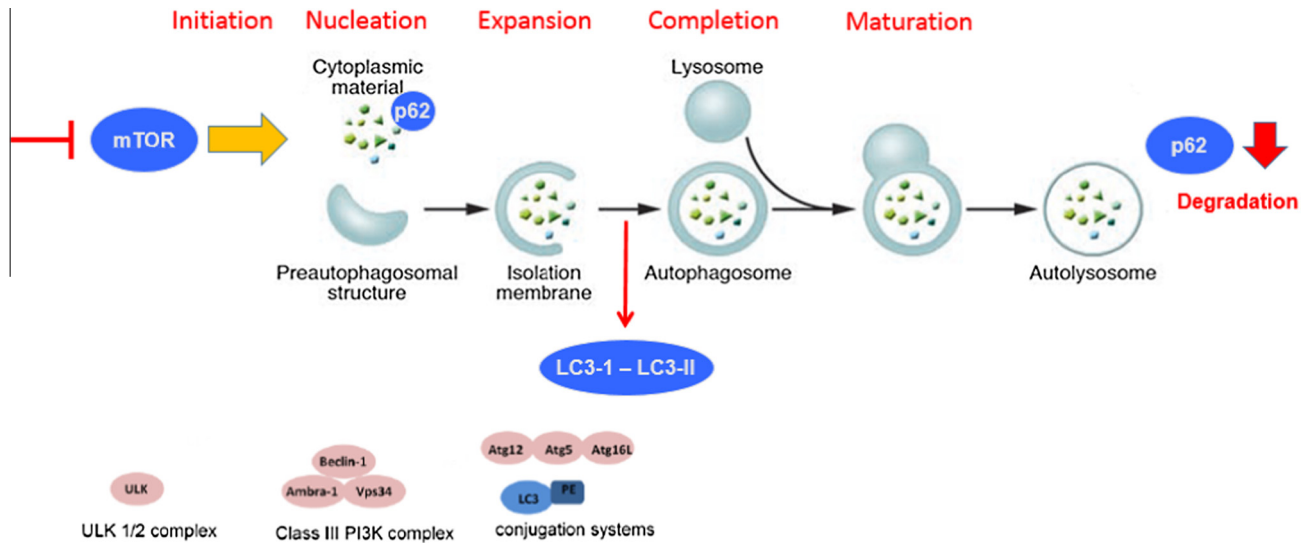 Initiation Nucleation Expansion Completion Maturation
Cytoplasmic
material
p62
Lysosome
mTOR
p62
Degradation
Preautophagosomal
structure
Isolation
membrane
Autophagosome
Autolysosome
LC3-1 – LC3-II
Atg12 Atg5 Atg16L
Beclin-1
Ambra-1 Vps34
ULK
LC3 PE
ULK 1/2 complex
Class III PI3K complex
conjugation systems